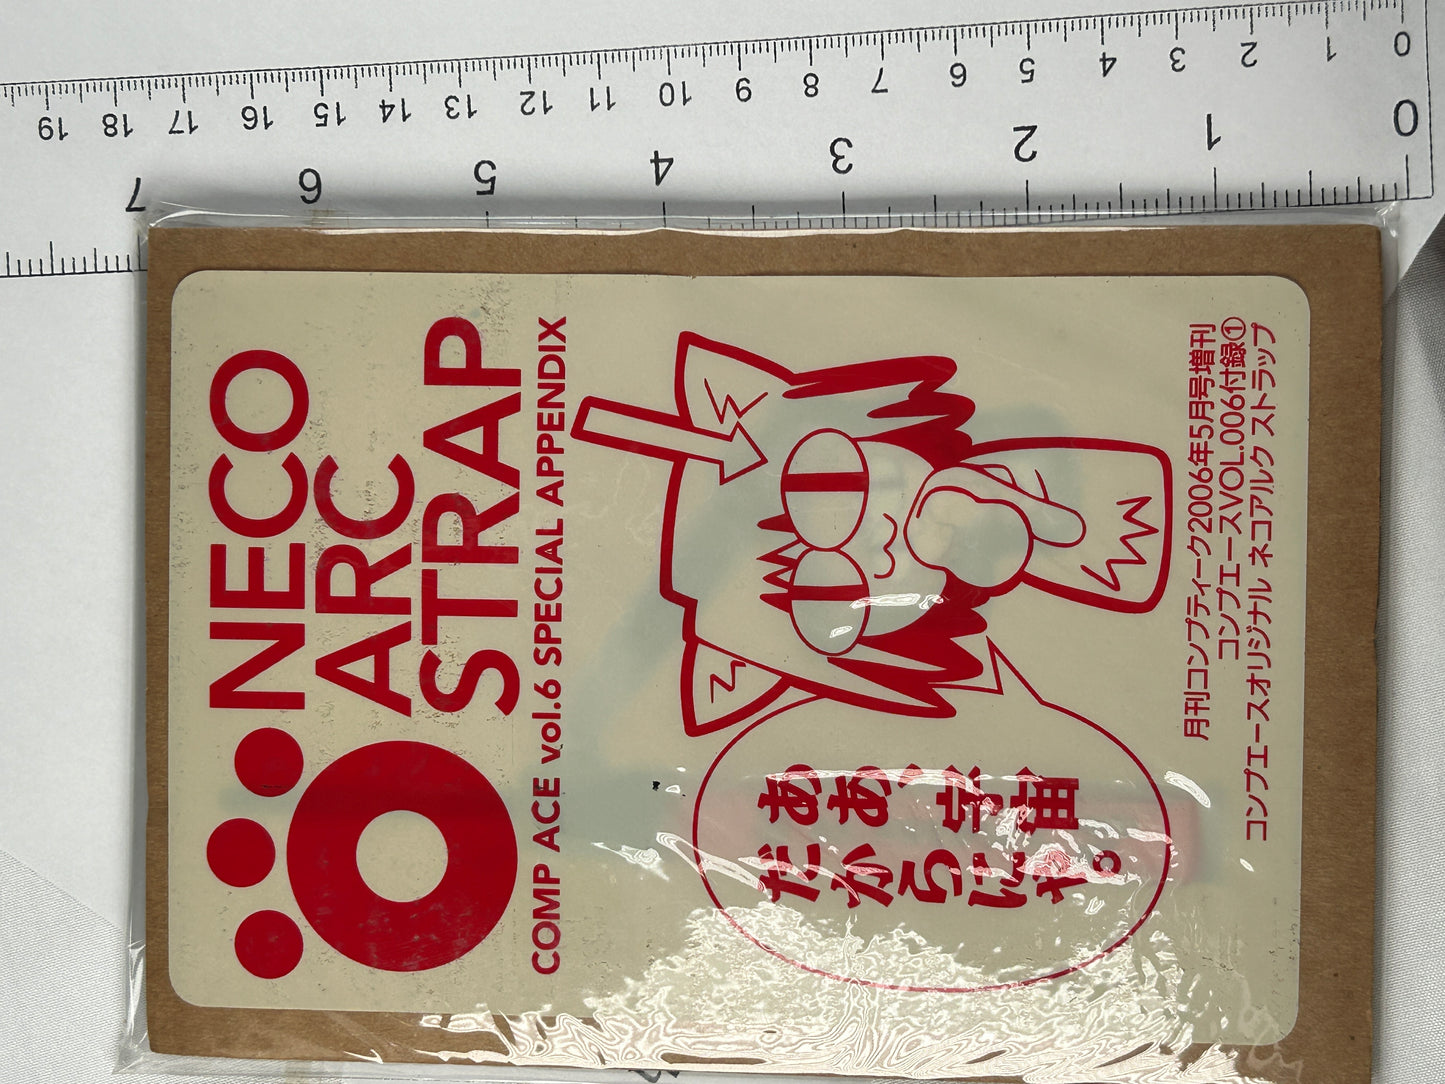 0 1 2 3 4 5 6 7 8 9 10 11 12 13 14 15 16 17 18 19
0 1 2 3 4 5 6 7
NECO
ARC
STRAP
COMP ACE vol.6 SPECIAL APPENDIX
ああ、宇宙
だからにゃ。
月刊コンプティーク2006年5月号増刊
コンプエースVOL.006付録①
コンプエースオリジナル ネコアルク ストラップ